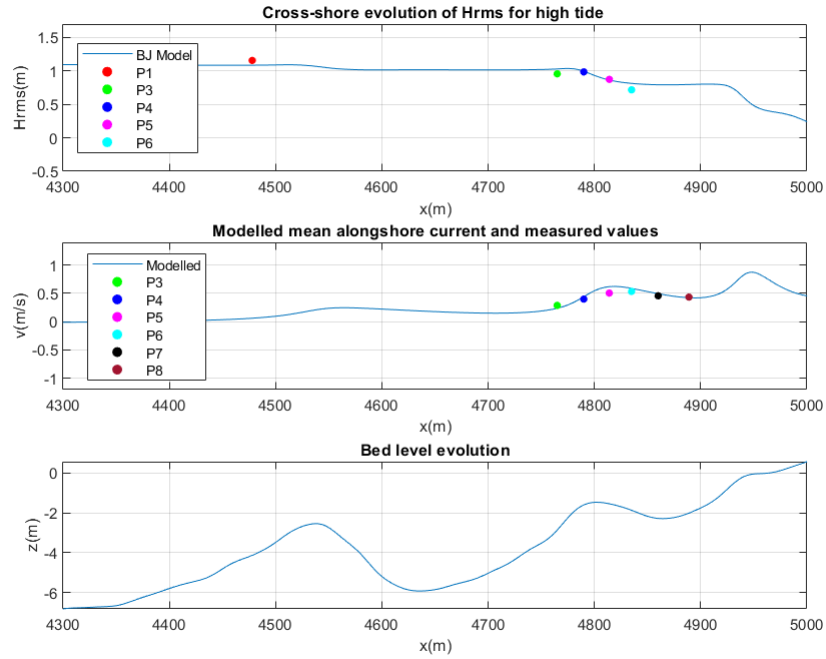 Cross-shore evolution of Hrms for high tide
1.5
1
0.5
0
-0.5
Hrms(m)
BJ Model
P1
P3
P4
P5
P6
4300 4400 4500 4600 4700 4800 4900 5000
x(m)
Modelled mean alongshore current and measured values
1
0.5
0
-0.5
-1
v(m/s)
Modelled
P3
P4
P5
P6
P7
P8
4300 4400 4500 4600 4700 4800 4900 5000
x(m)
Bed level evolution
0
-2
-4
-6
z(m)
4300 4400 4500 4600 4700 4800 4900 5000
x(m)